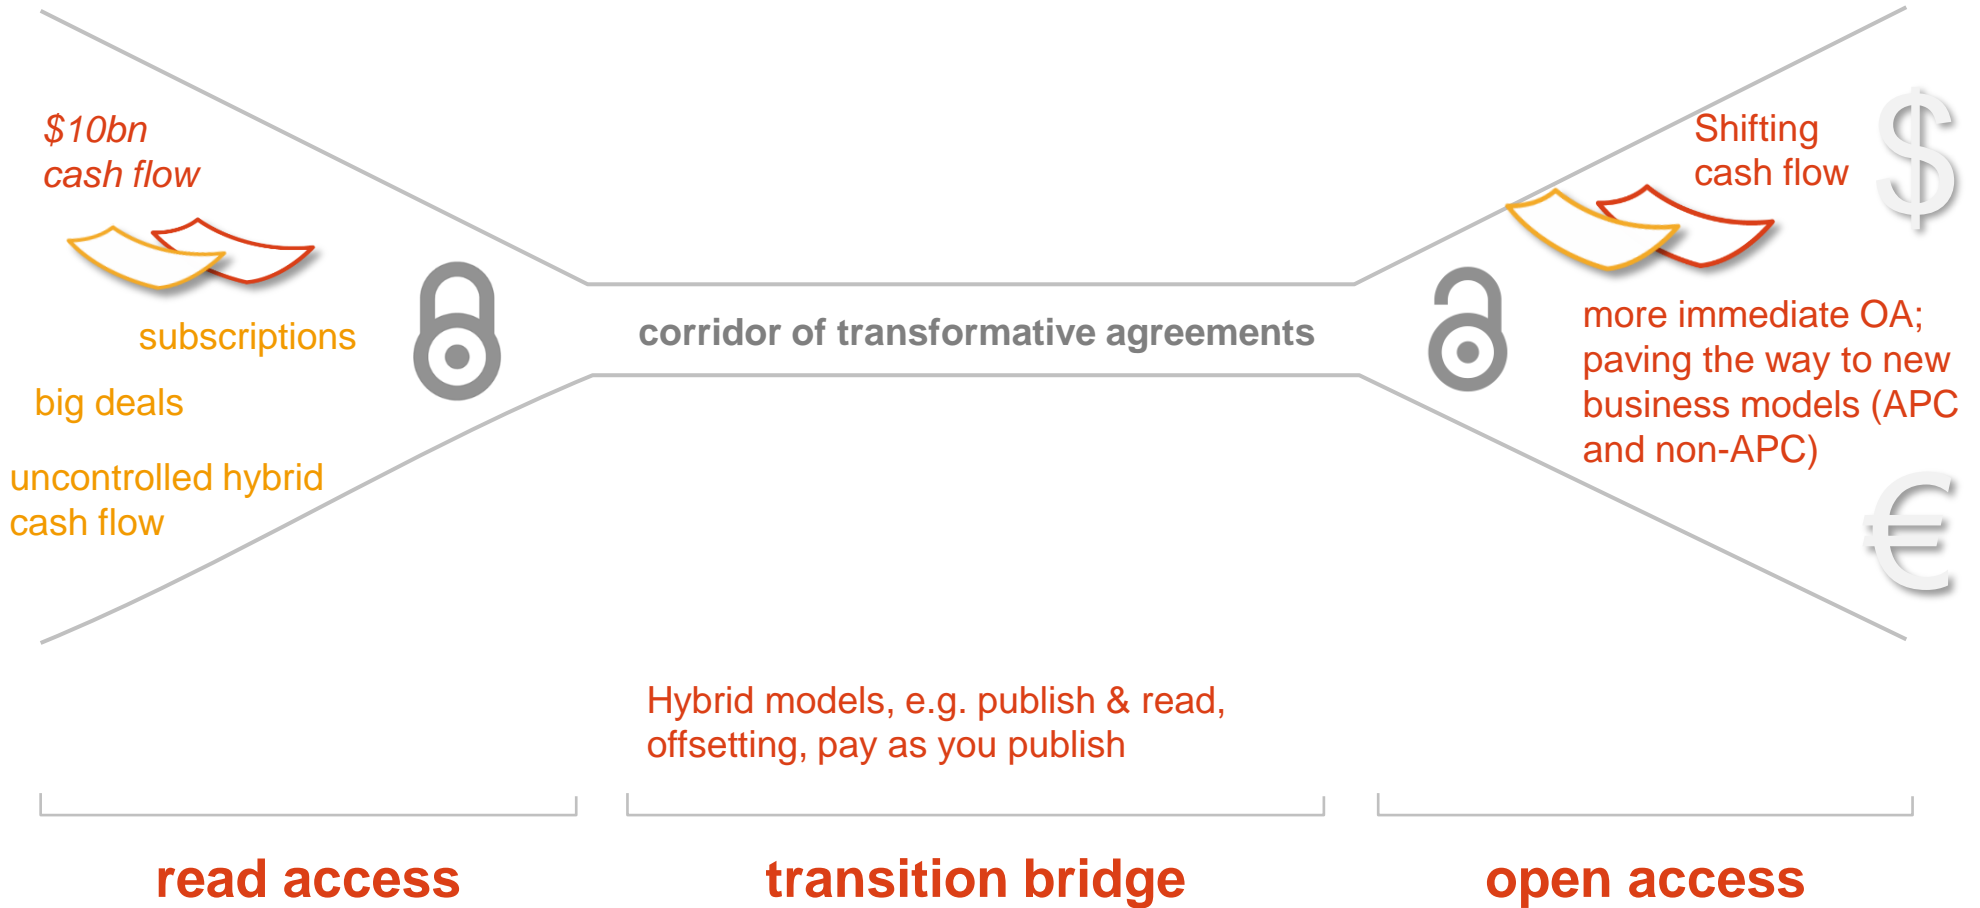 $10bn
cash flow
subscriptions
big deals
uncontrolled hybrid
cash flow
corridor of transformative agreements
Shifting
cash flow
$
more immediate OA;
paving the way to new
business models (APC
and non-APC)
€
Hybrid models, e.g. publish & read,
offsetting, pay as you publish
read access
transition bridge
open access